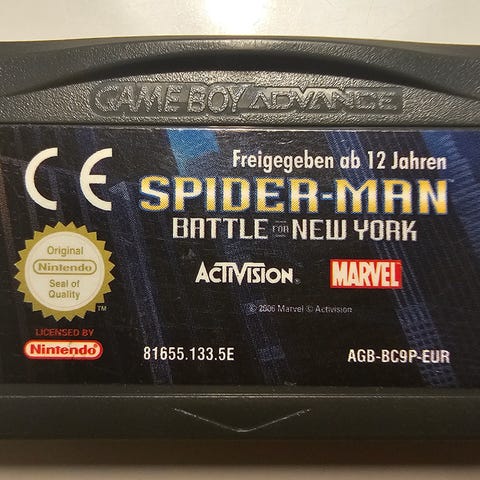 GAME BOY ADVANCE
CE
Freigegeben ab 12 Jahren
SPIDER-MAN™
BATTLE FOR NEW YORK
Original
Nintendo
Seal of
Quality
TM
ACTIVISION®
MARVEL
© 2006 Marvel © Activision
LICENSED BY
Nintendo
81655.133.5E
AGB-BC9P-EUR